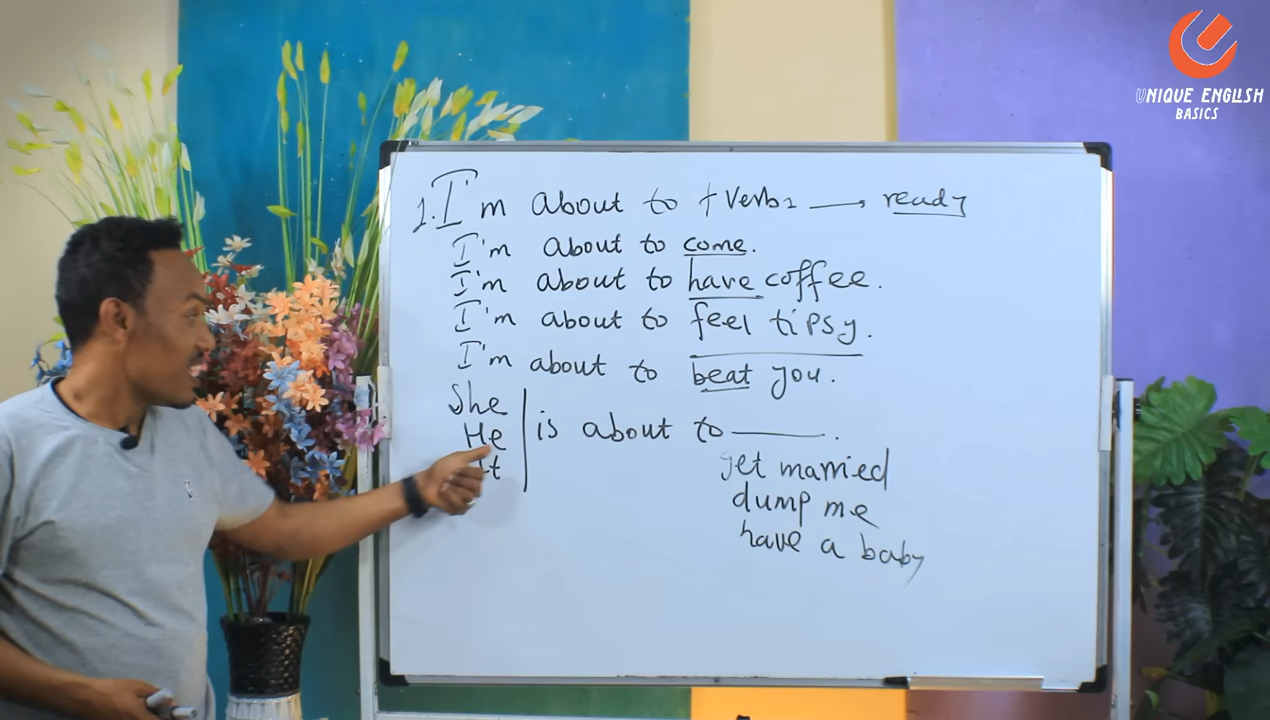 UNIQUE ENGLISH
BASICS
1. I'm about to + Verb1 → ready
I'm about to come.
I'm about to have coffee.
I'm about to feel tipsy.
I'm about to beat you.
She
He
is about to ______.
It
get married
dump me
have a baby